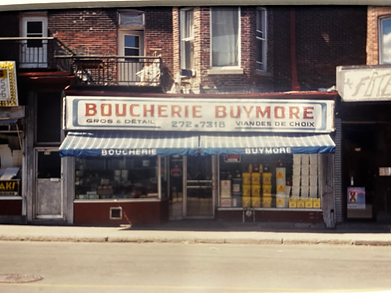 BOUCHERIE BUYMORE
GROS & DÉTAIL 272•7318 VIANDES DE CHOIX
BOUCHERIE BUYMORE